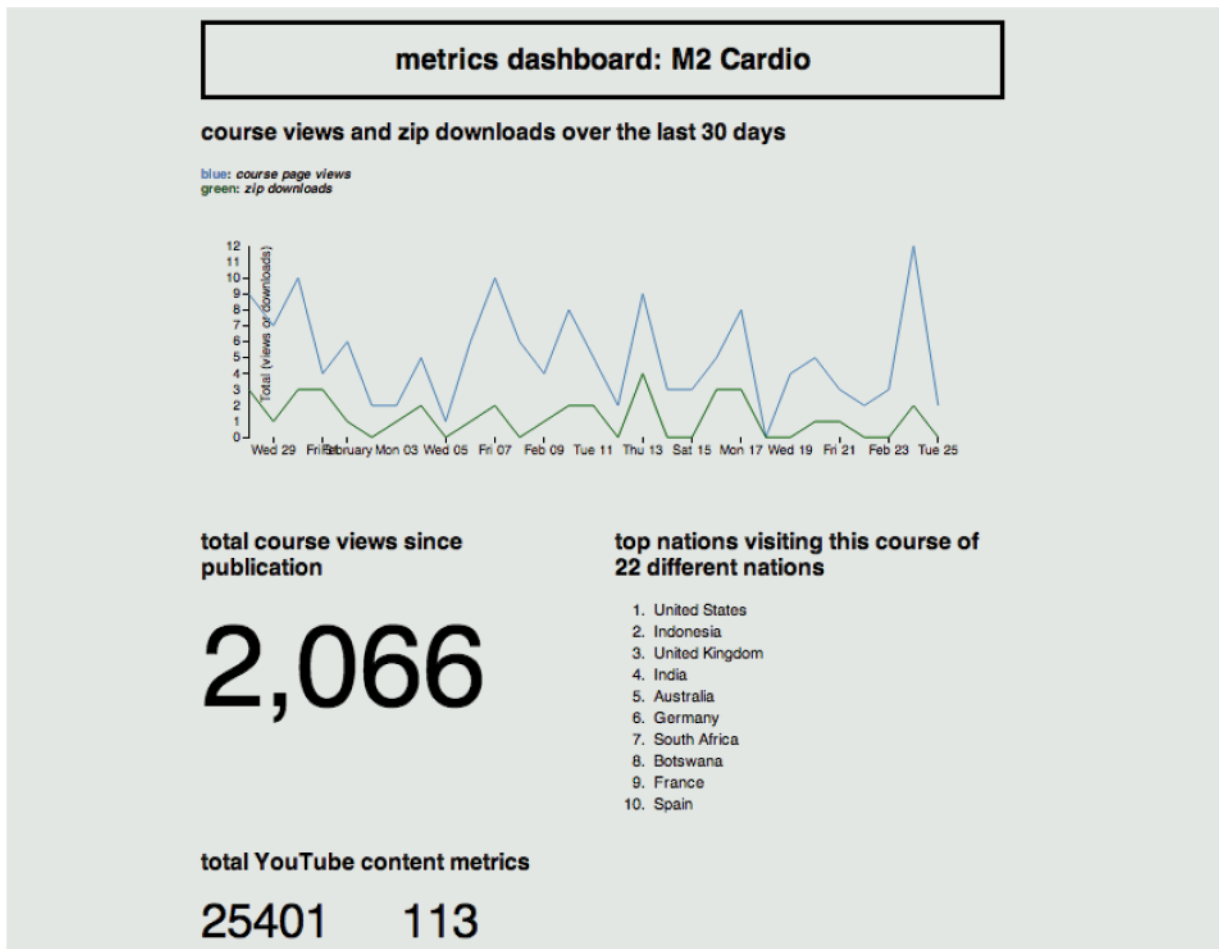 metrics dashboard: M2 Cardio
course views and zip downloads over the last 30 days
blue: course page views
green: zip downloads
Total (views or downloads)
12
11
10
9
8
7
6
5
4
3
2
1
0
Wed 29 Fri 31 February Mon 03 Wed 05 Fri 07 Feb 09 Tue 11 Thu 13 Sat 15 Mon 17 Wed 19 Fri 21 Feb 23 Tue 25
total course views since
publication
2,066
top nations visiting this course of
22 different nations
1. United States
2. Indonesia
3. United Kingdom
4. India
5. Australia
6. Germany
7. South Africa
8. Botswana
9. France
10. Spain
total YouTube content metrics
25401 113